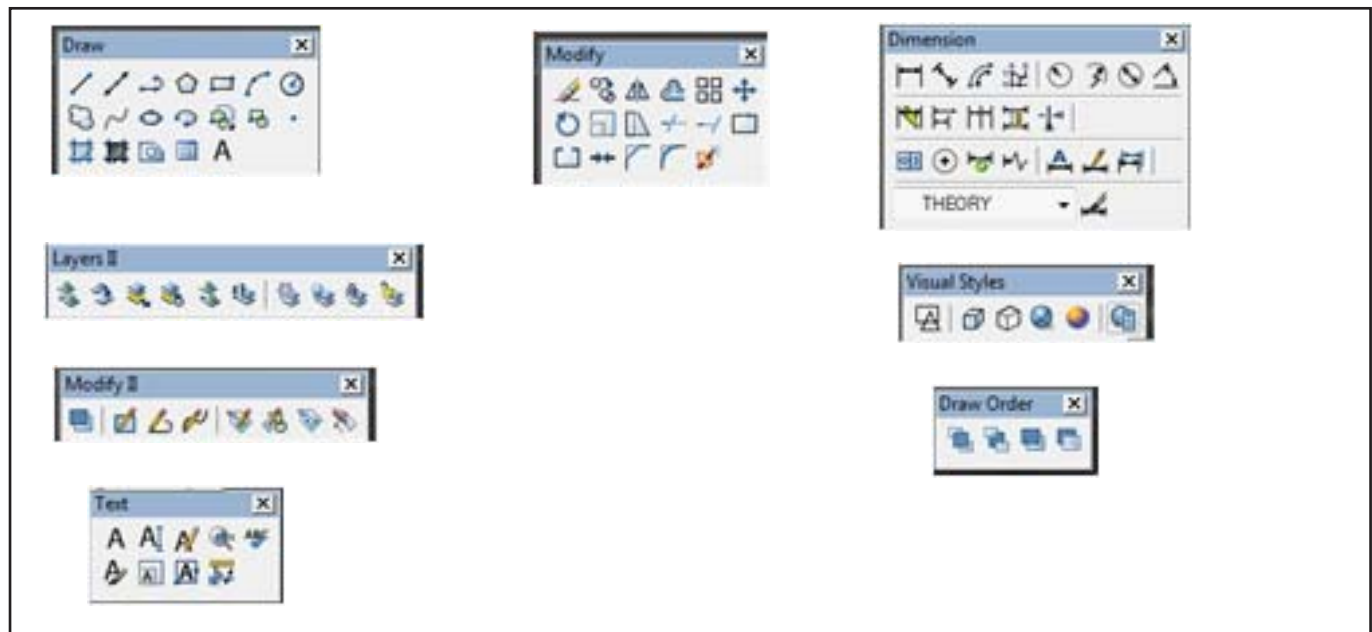 Draw
Modify
Dimension
THEORY
Layers II
Visual Styles
Modify II
Draw Order
Text